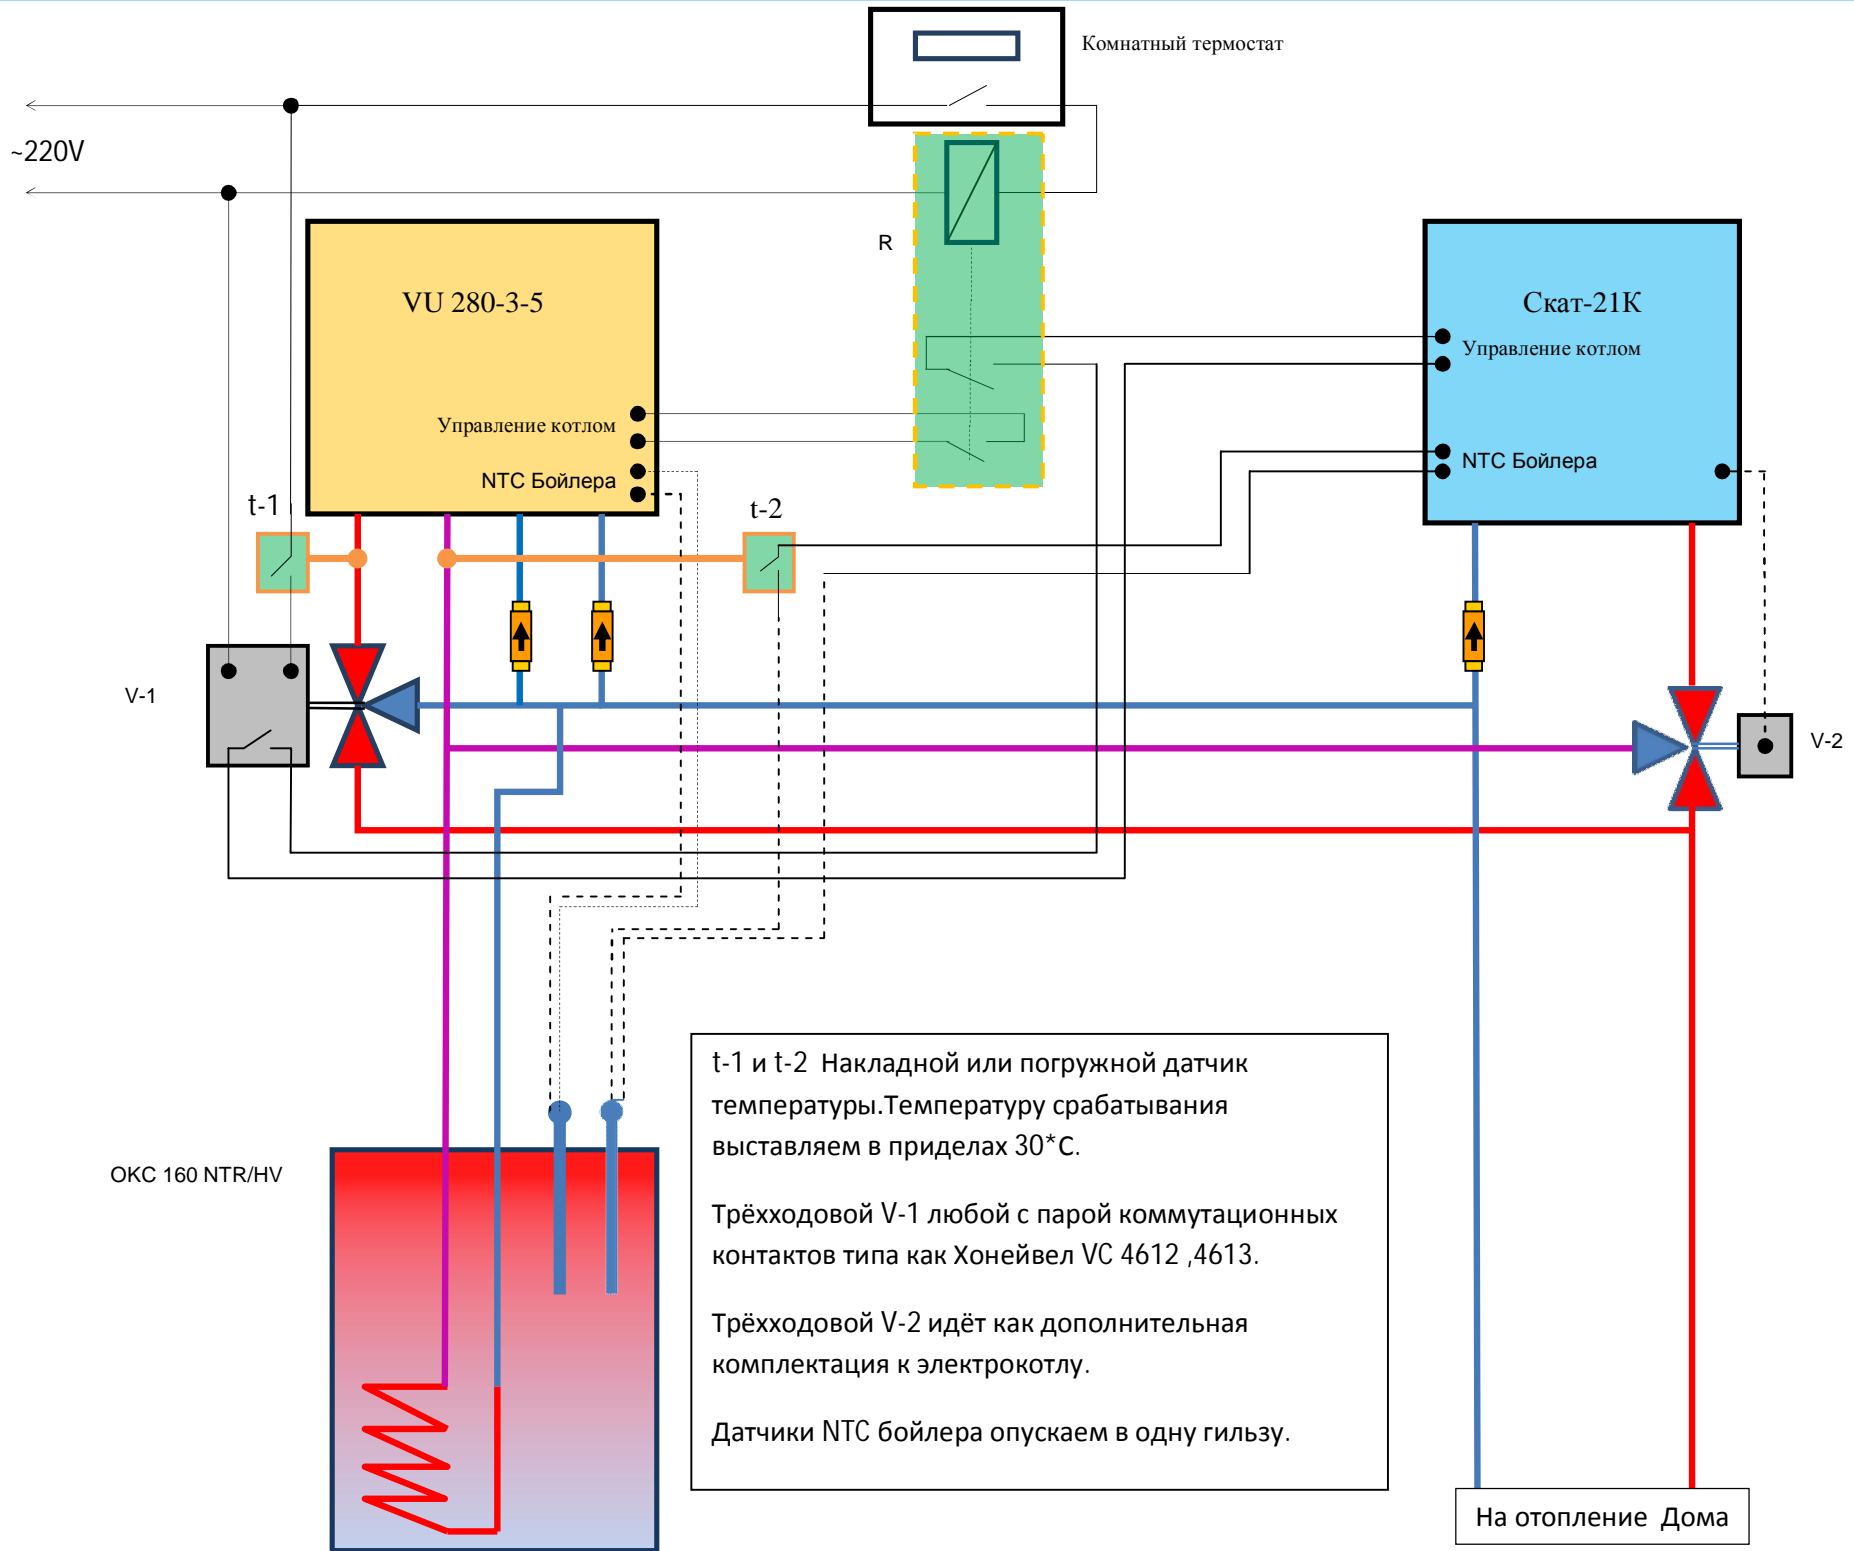 Комнатный термостат
~220V
R
VU 280-3-5
Скат-21К
Управление котлом
Управление котлом
NTC Бойлера
NTC Бойлера
t-1
t-2
V-1
V-2
t-1 и t-2 Накладной или погружной датчик
температуры.Температуру срабатывания
выставляем в приделах 30*С.
Трёхходовой V-1 любой с парой коммутационных
контактов типа как Хонейвел VC 4612 ,4613.
Трёхходовой V-2 идёт как дополнительная
комплектация к электрокотлу.
Датчики NTC бойлера опускаем в одну гильзу.
OKC 160 NTR/HV
На отопление Дома